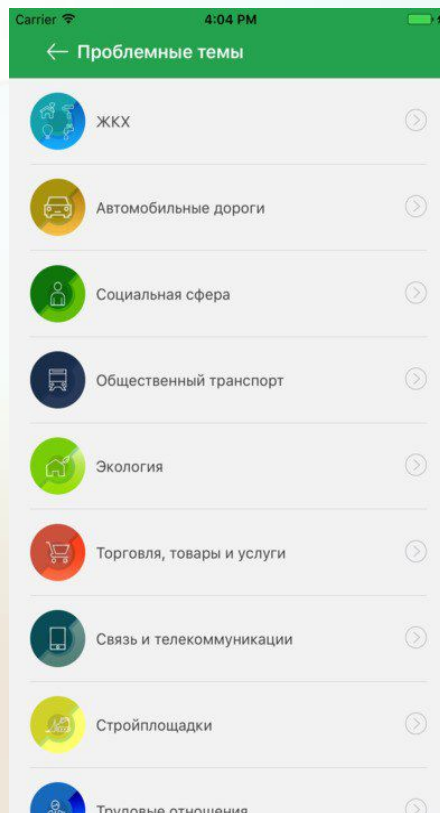 Carrier 4:04 PM
Проблемные темы
ЖКХ
Автомобильные дороги
Социальная сфера
Общественный транспорт
Экология
Торговля, товары и услуги
Связь и телекоммуникации
Стройплощадки
Трудовые отношения